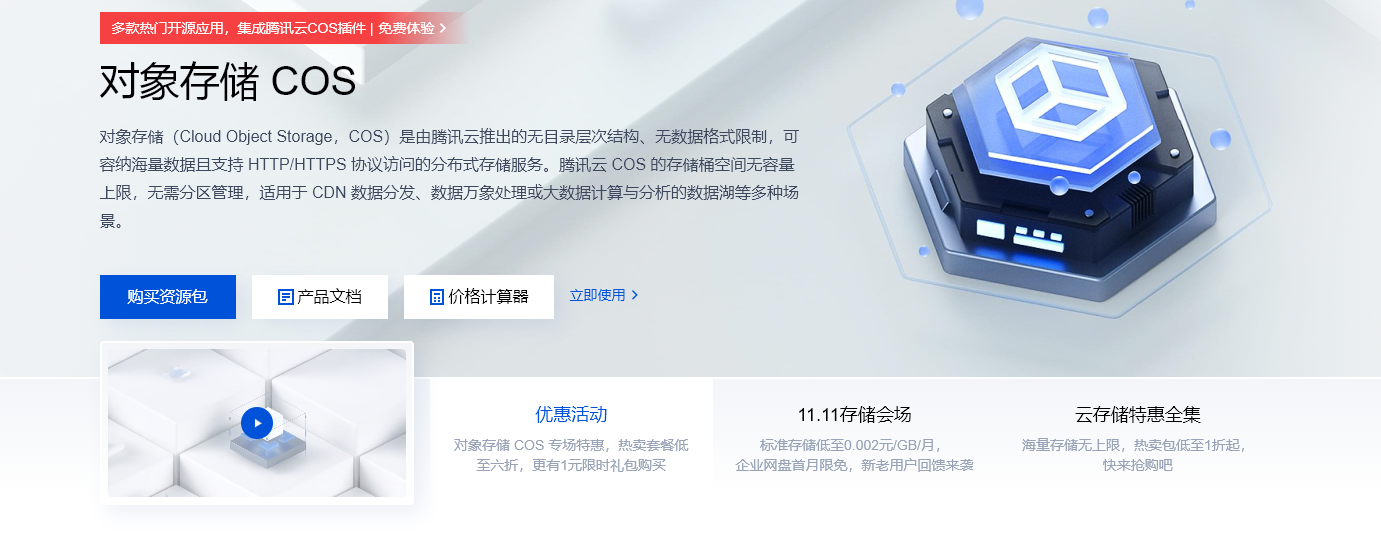 多款热门开源应用，集成腾讯云COS插件 | 免费体验
对象存储 COS
对象存储（Cloud Object Storage，COS）是由腾讯云推出的无目录层次结构、无数据格式限制，可
容纳海量数据且支持 HTTP/HTTPS 协议访问的分布式存储服务。腾讯云 COS 的存储桶空间无容量
上限，无需分区管理，适用于 CDN 数据分发、数据万象处理或大数据计算与分析的数据湖等多种场
景。
购买资源包 产品文档 价格计算器 立即使用
优惠活动
对象存储 COS 专场特惠，热卖套餐低
至六折，更有1元限时礼包购买
11.11存储会场
标准存储低至0.002元/GB/月，
企业网盘首月限免，新老用户回馈来袭
云存储特惠全集
海量存储无上限，热卖包低至1折起，
快来抢购吧